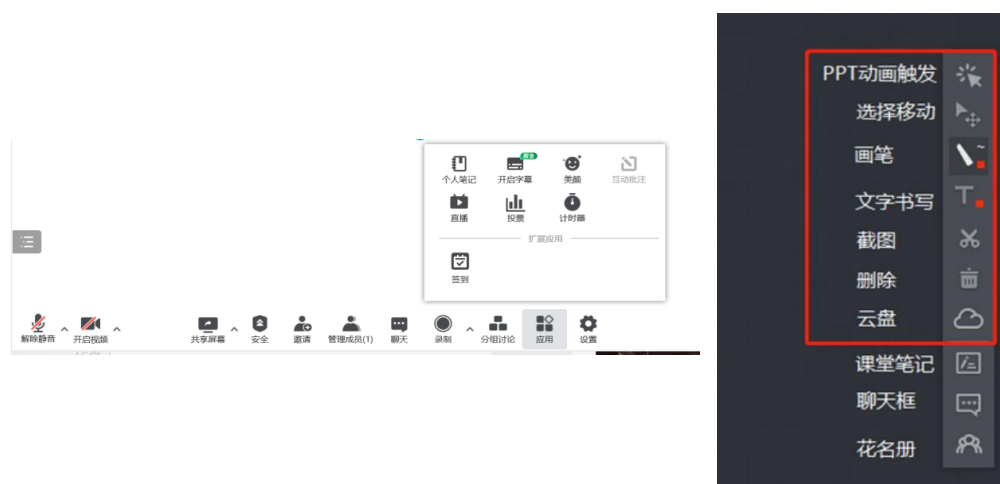 个人笔记 开启字幕 美颜 互动批注
直播 投票 计时器
扩展应用
签到
解除静音 开启视频 共享屏幕 安全 邀请 管理成员(1) 聊天 录制 分组讨论 应用 设置
PPT动画触发
选择移动
画笔
文字书写
截图
删除
云盘
课堂笔记
聊天框
花名册